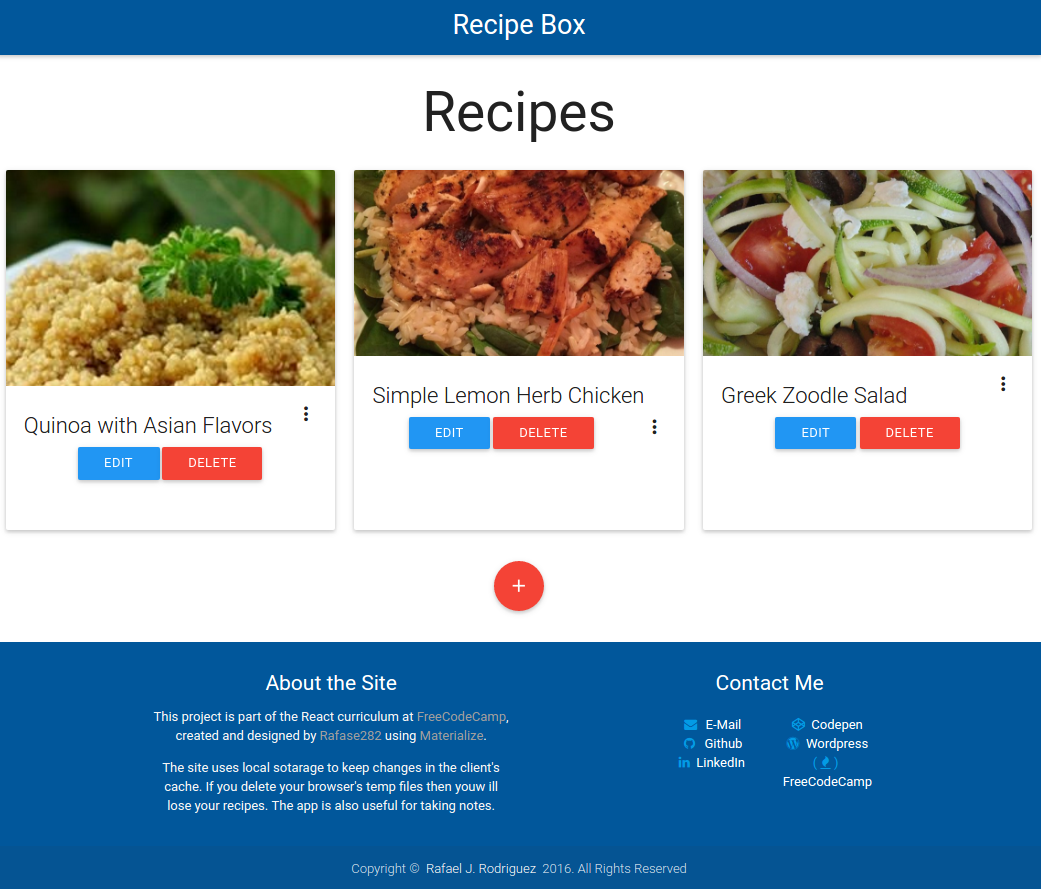 Recipe Box
Recipes
Quinoa with Asian Flavors
EDIT DELETE
Simple Lemon Herb Chicken
EDIT DELETE
Greek Zoodle Salad
EDIT DELETE
+
About the Site
This project is part of the React curriculum at FreeCodeCamp,
created and designed by Rafase282 using Materialize.
The site uses local sotarage to keep changes in the client's
cache. If you delete your browser's temp files then youw ill
lose your recipes. The app is also useful for taking notes.
Contact Me
E-Mail
Github
LinkedIn
Codepen
Wordpress
FreeCodeCamp
Copyright © Rafael J. Rodriguez 2016. All Rights Reserved